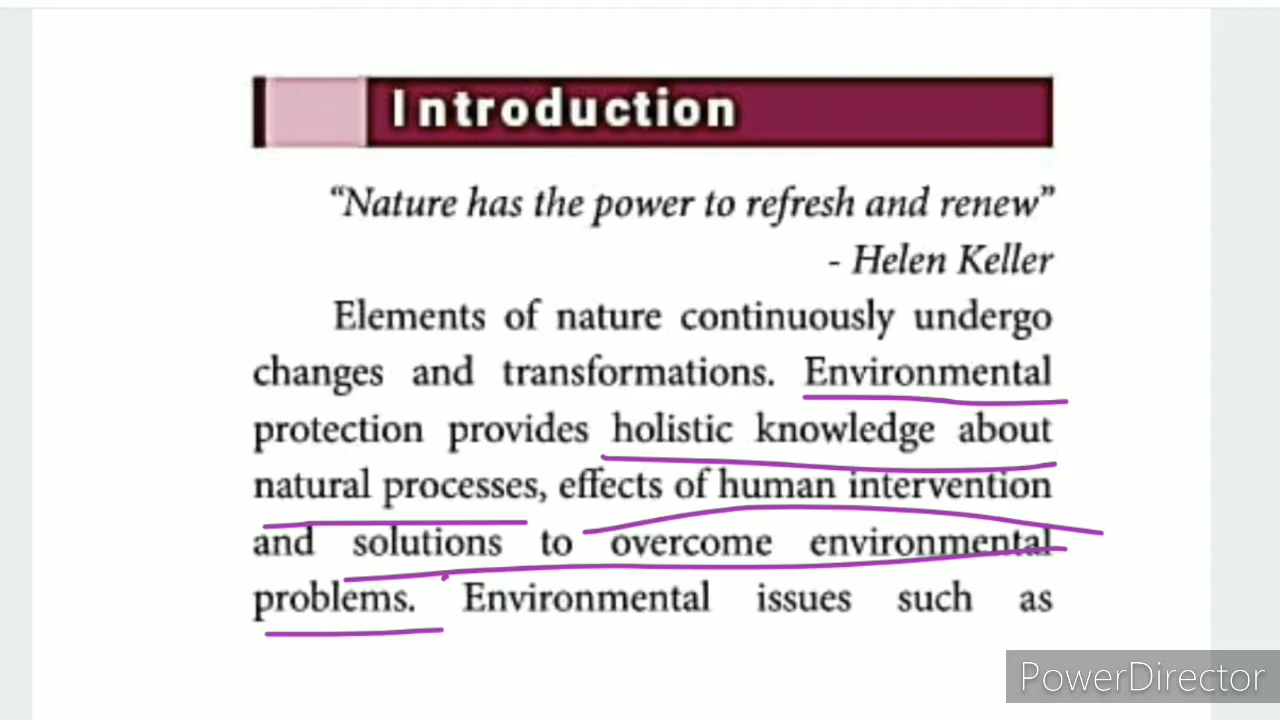 Introduction
“Nature has the power to refresh and renew”
- Helen Keller
Elements of nature continuously undergo
changes and transformations. Environmental
protection provides holistic knowledge about
natural processes, effects of human intervention
and solutions to overcome environmental
problems. Environmental issues such as
PowerDirector